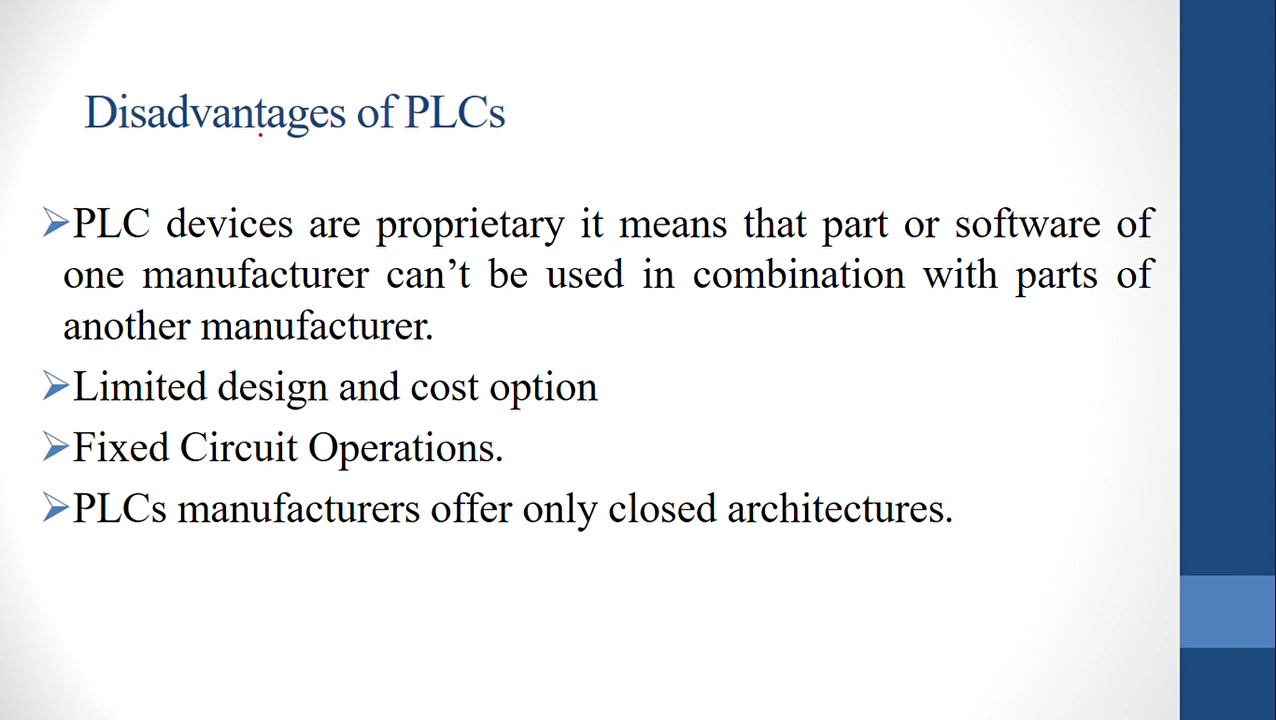 Disadvantages of PLCs
➢PLC devices are proprietary it means that part or software of
one manufacturer can’t be used in combination with parts of
another manufacturer.
➢Limited design and cost option
➢Fixed Circuit Operations.
➢PLCs manufacturers offer only closed architectures.